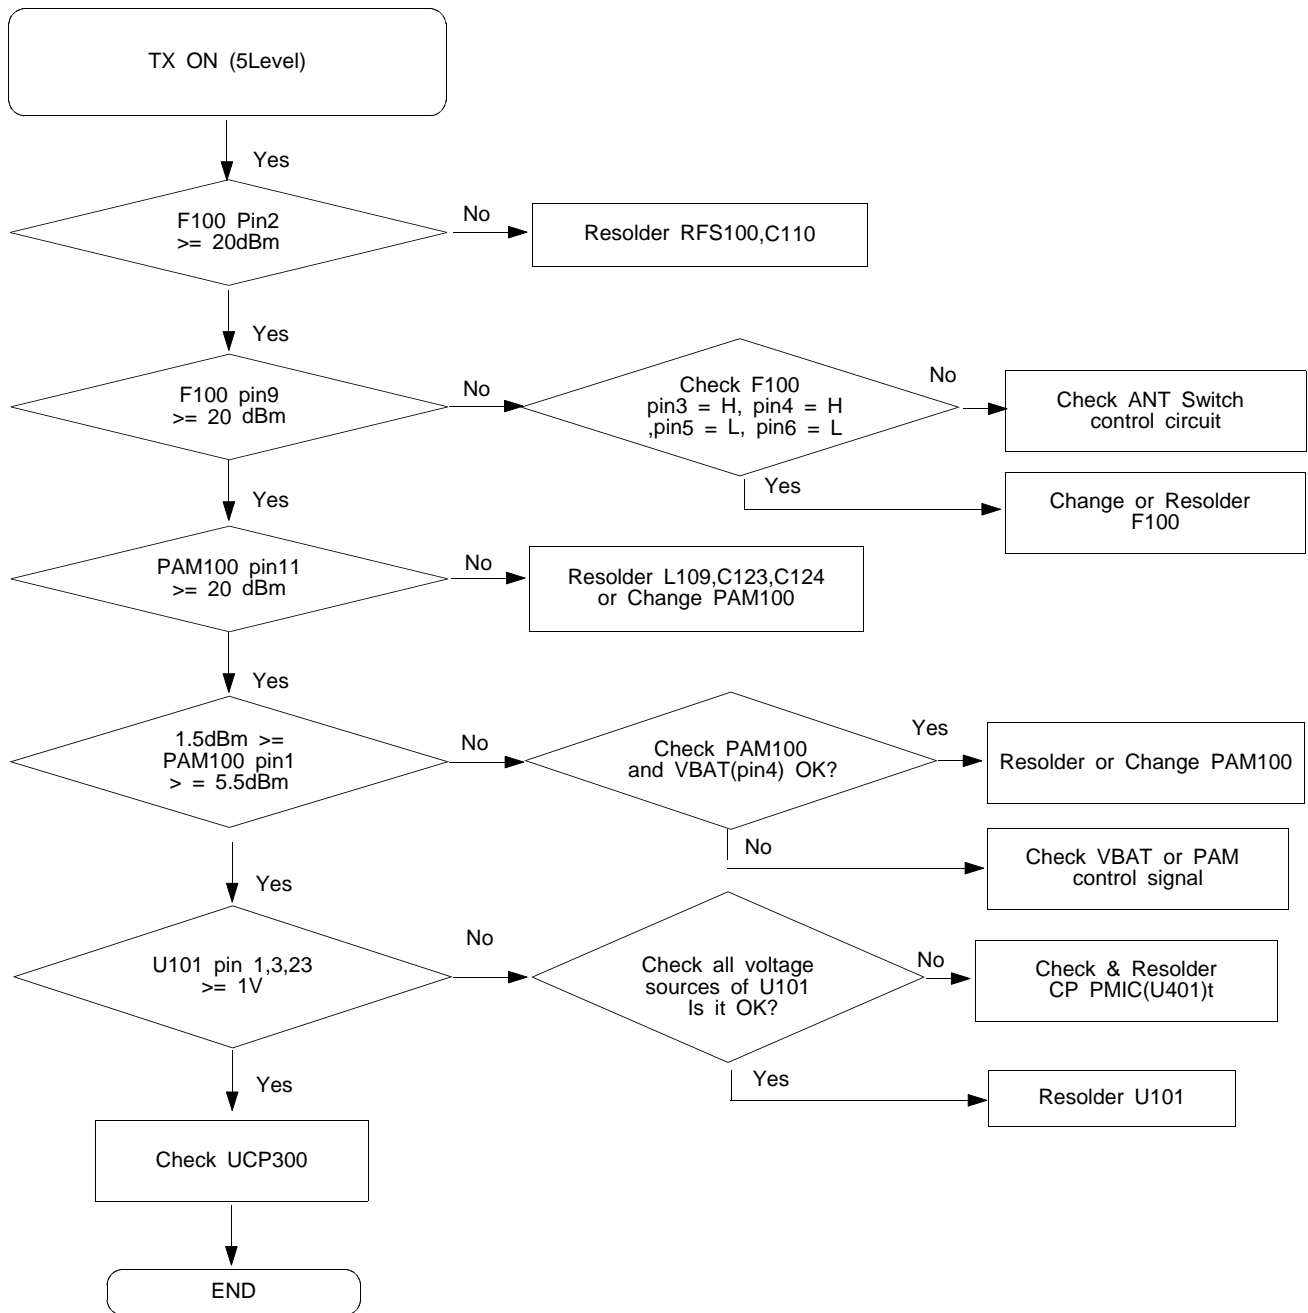 TX ON (5Level)
Yes
F100 Pin2
>= 20dBm
No
Resolder RFS100,C110
Yes
F100 pin9
>= 20 dBm
No
Check F100
pin3 = H, pin4 = H
,pin5 = L, pin6 = L
No
Check ANT Switch
control circuit
Yes
Change or Resolder
F100
Yes
PAM100 pin11
>= 20 dBm
No
Resolder L109,C123,C124
or Change PAM100
Yes
1.5dBm >=
PAM100 pin1
> = 5.5dBm
No
Check PAM100
and VBAT(pin4) OK?
Yes
Resolder or Change PAM100
No
Check VBAT or PAM
control signal
Yes
U101 pin 1,3,23
>= 1V
No
Check all voltage
sources of U101
Is it OK?
No
Check & Resolder
CP PMIC(U401)t
Yes
Resolder U101
Yes
Check UCP300
END